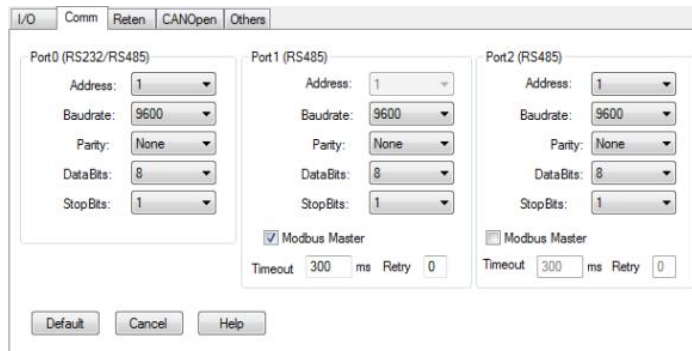 I/O Comm Reten CANOpen Others
Port0 (RS232/RS485) Port1 (RS485) Port2 (RS485)
Address: 1 Address: 1 Address: 1
Baudrate: 9600 Baudrate: 9600 Baudrate: 9600
Parity: None Parity: None Parity: None
DataBits: 8 DataBits: 8 DataBits: 8
StopBits: 1 StopBits: 1 StopBits: 1
Modbus Master Modbus Master
Timeout 300 ms Retry 0 Timeout 300 ms Retry 0
Default Cancel Help